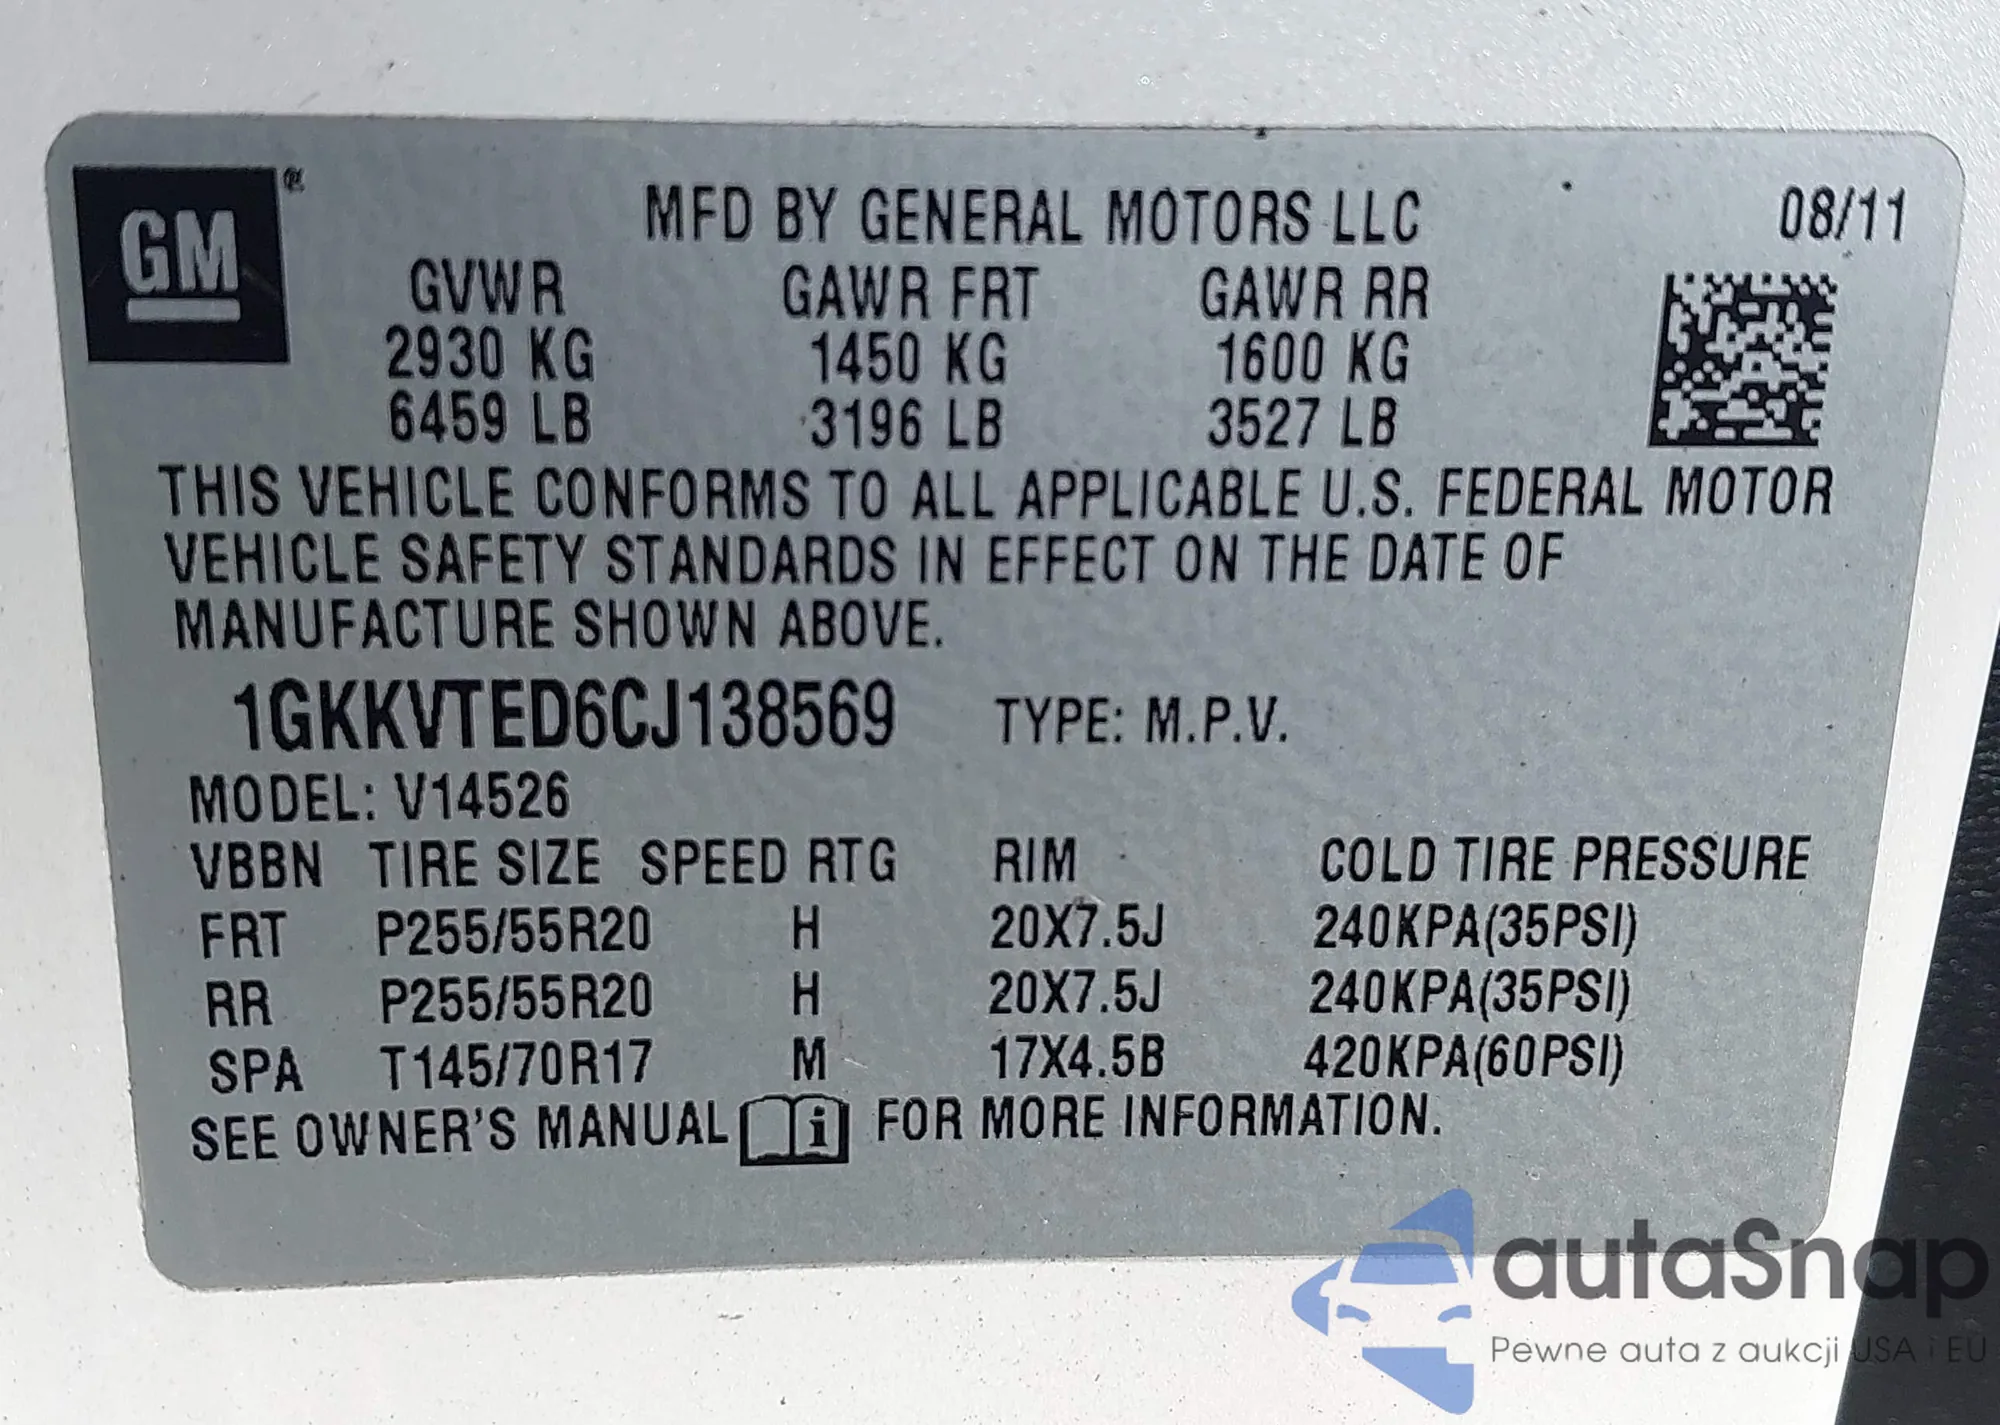 GM ®
MFD BY GENERAL MOTORS LLC 08/11
GVWR GAWR FRT GAWR RR
2930 KG 1450 KG 1600 KG
6459 LB 3196 LB 3527 LB
THIS VEHICLE CONFORMS TO ALL APPLICABLE U.S. FEDERAL MOTOR
VEHICLE SAFETY STANDARDS IN EFFECT ON THE DATE OF
MANUFACTURE SHOWN ABOVE.
1GKKVTED6CJ138569 TYPE: M.P.V.
MODEL: V14526
VBBN TIRE SIZE SPEED RTG RIM COLD TIRE PRESSURE
FRT P255/55R20 H 20X7.5J 240KPA(35PSI)
RR P255/55R20 H 20X7.5J 240KPA(35PSI)
SPA T145/70R17 M 17X4.5B 420KPA(60PSI)
SEE OWNER'S MANUAL i FOR MORE INFORMATION.
autaSnap
Pewne auta z aukcji USA i EU